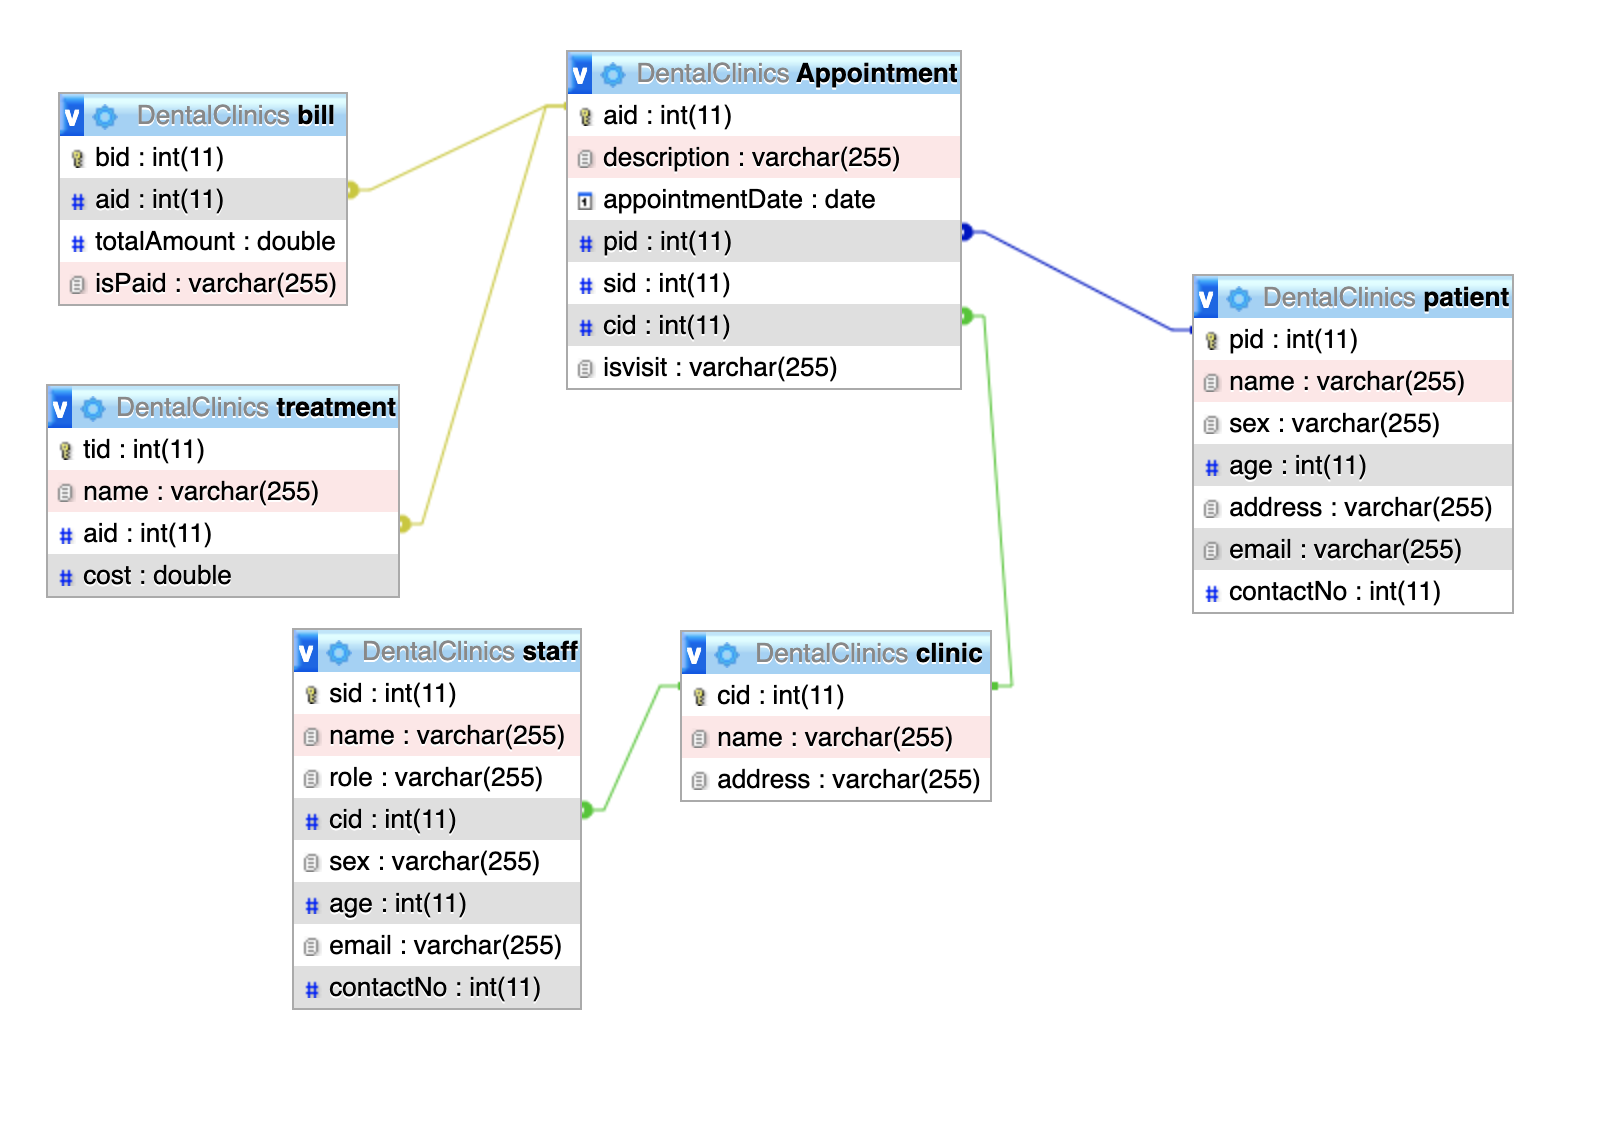 DentalClinics bill
bid : int(11)
aid : int(11)
totalAmount : double
isPaid : varchar(255)
DentalClinics Appointment
aid : int(11)
description : varchar(255)
appointmentDate : date
pid : int(11)
sid : int(11)
cid : int(11)
isvisit : varchar(255)
DentalClinics patient
pid : int(11)
name : varchar(255)
sex : varchar(255)
age : int(11)
address : varchar(255)
email : varchar(255)
contactNo : int(11)
DentalClinics treatment
tid : int(11)
name : varchar(255)
aid : int(11)
cost : double
DentalClinics staff
sid : int(11)
name : varchar(255)
role : varchar(255)
cid : int(11)
sex : varchar(255)
age : int(11)
email : varchar(255)
contactNo : int(11)
DentalClinics clinic
cid : int(11)
name : varchar(255)
address : varchar(255)